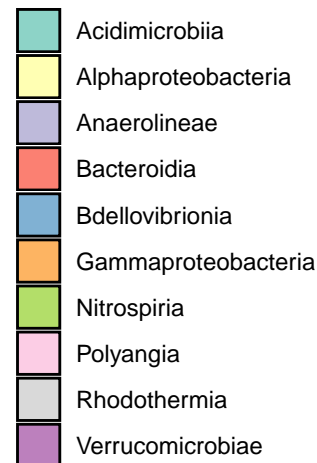 Acidimicrobiia
Alphaproteobacteria
Anaerolineae
Bacteroidia
Bdellovibrionia
Gammaproteobacteria
Nitrospiria
Polyangia
Rhodothermia
Verrucomicrobiae